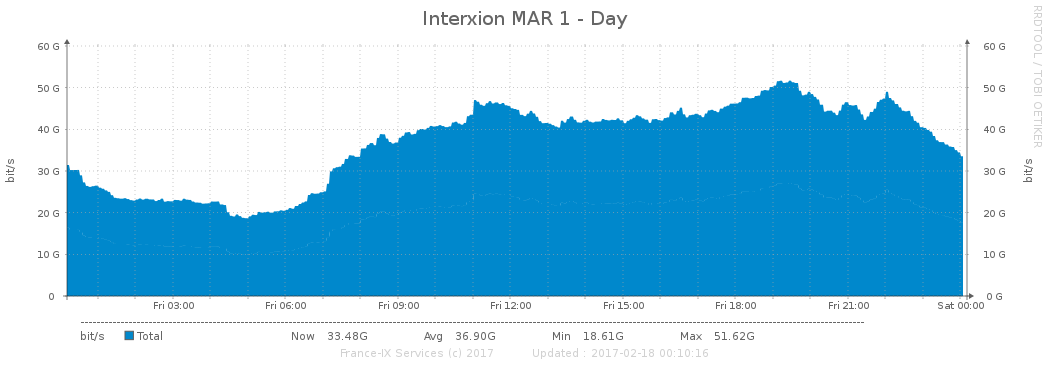 Interxion MAR 1 - Day
RRDTOOL / TOBI OETIKER
bit/s
60 G 60 G
50 G 50 G
40 G 40 G
30 G 30 G
20 G 20 G
10 G 10 G
0 0 G
bit/s
Fri 03:00 Fri 06:00 Fri 09:00 Fri 12:00 Fri 15:00 Fri 18:00 Fri 21:00 Sat 00:00
bit/s Total Now 33.48G Avg 36.90G Min 18.61G Max 51.62G
France-IX Services (c) 2017 Updated : 2017-02-18 00:10:16